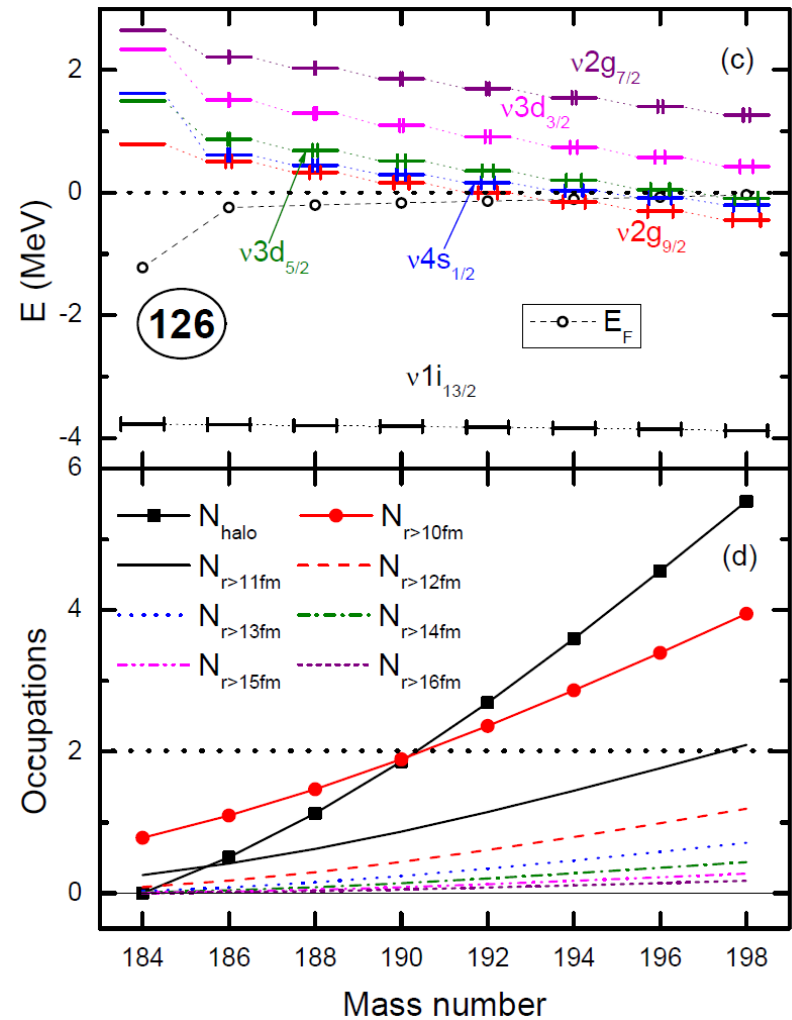 (c)
ν2g7/2
ν3d3/2
2
0
-2
-4
E (MeV)
ν3d5/2
ν4s1/2
ν2g9/2
126
EF
ν1i13/2
(d)
Nhalo
Nr>10fm
Nr>11fm
Nr>12fm
Nr>13fm
Nr>14fm
Nr>15fm
Nr>16fm
6
4
2
0
Occupations
184 186 188 190 192 194 196 198
Mass number